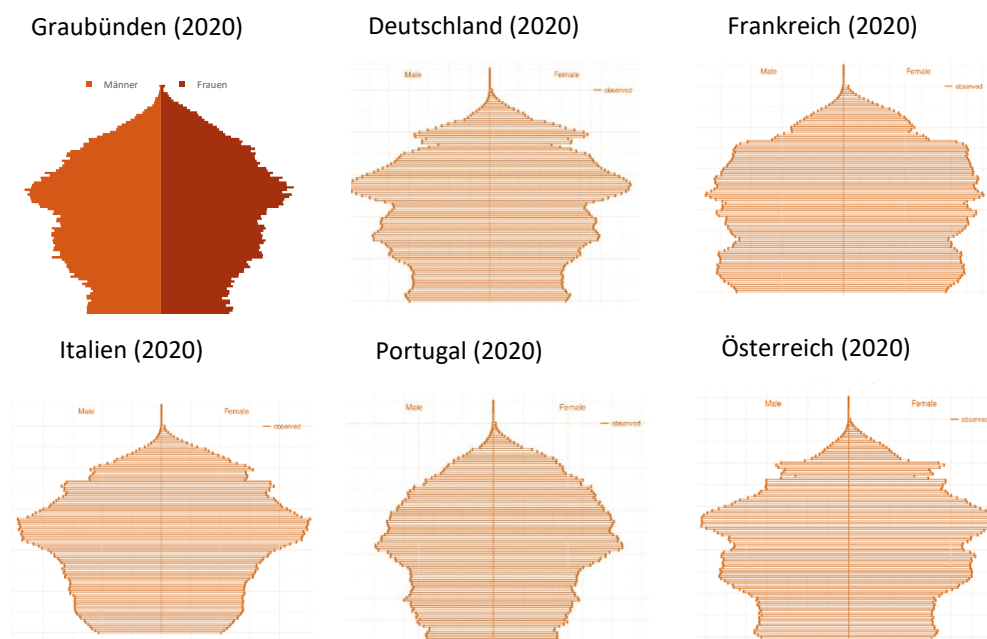 Graubünden (2020)
Deutschland (2020)
Frankreich (2020)
Männer
Frauen
Male
Female
observed
Male
Female
observed
Italien (2020)
Portugal (2020)
Österreich (2020)
Male
Female
observed
Male
Female
observed
Male
Female
observed